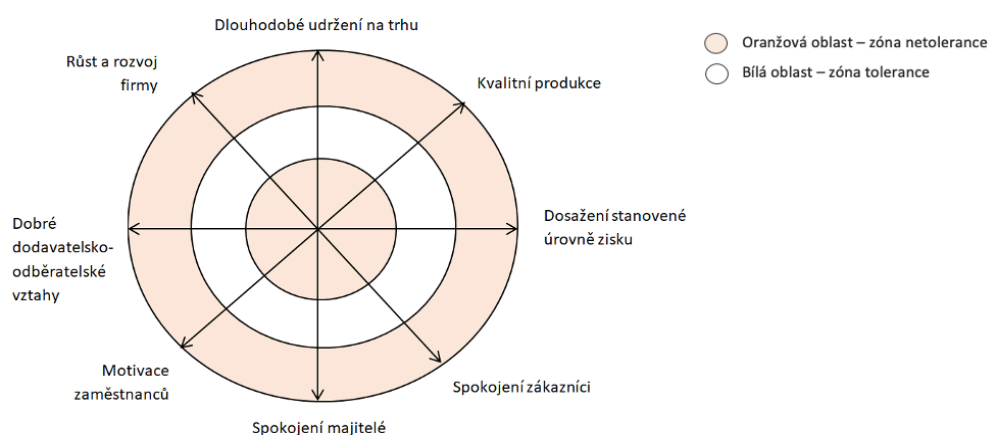 Dlouhodobé udržení na trhu
Růst a rozvoj
firmy
Kvalitní produkce
Oranžová oblast – zóna netolerance
Bílá oblast – zóna tolerance
Dobré
dodavatelsko-
odběratelské
vztahy
Dosažení stanovené
úrovně zisku
Motivace
zaměstnanců
Spokojení zákazníci
Spokojení majitelé